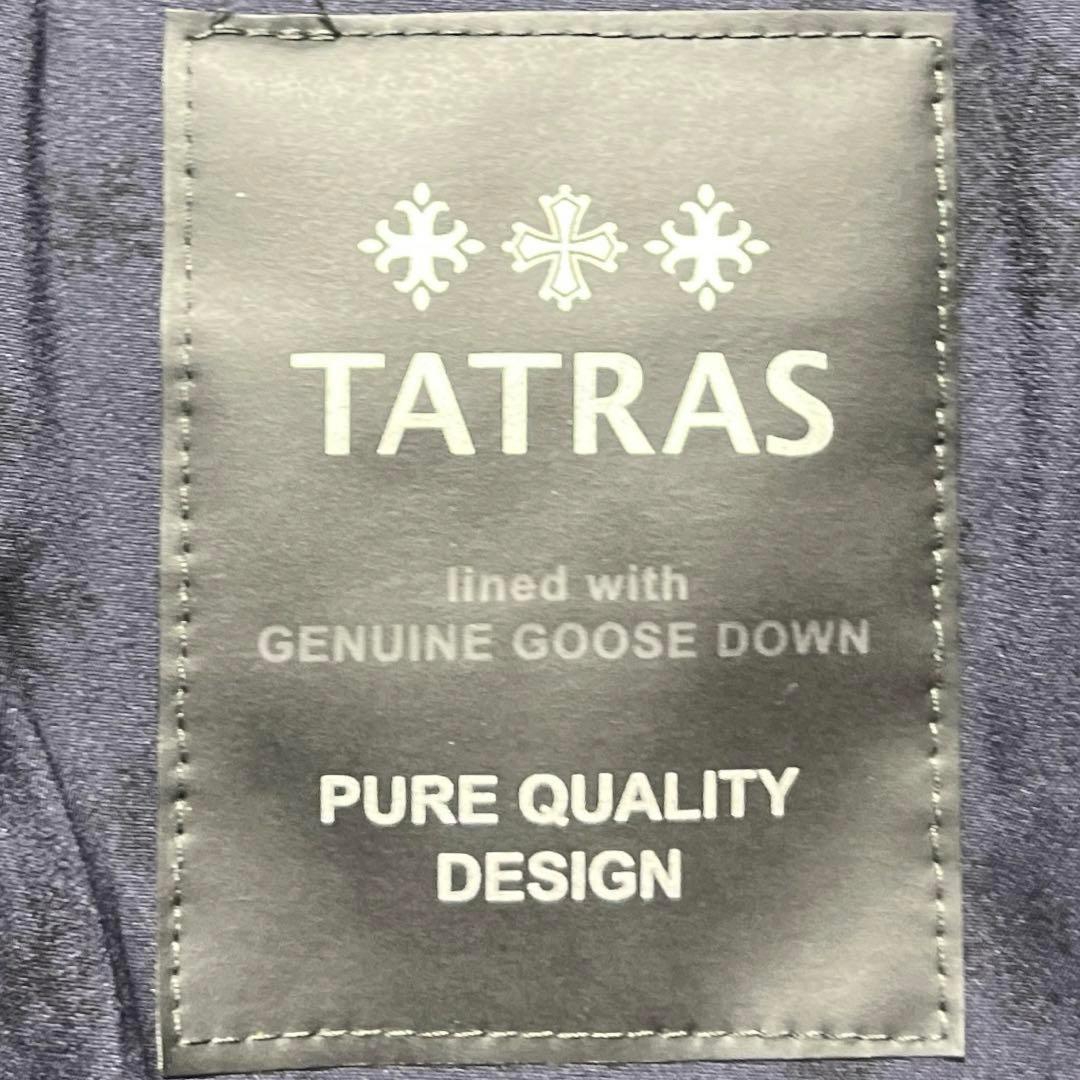 TATRAS
lined with
GENUINE GOOSE DOWN
PURE QUALITY
DESIGN